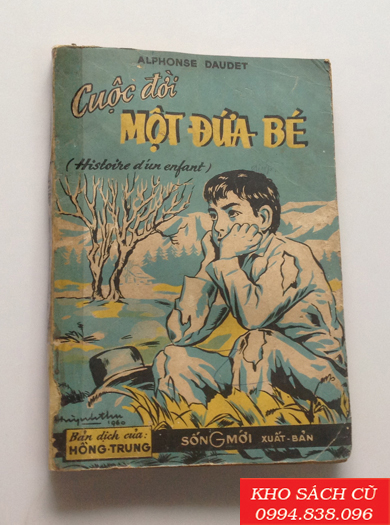 ALPHONSE DAUDET
Cuộc đời
MỘT ĐỨA BÉ
(Histoire d'un enfant)
1960
Bản dịch của:
HỒNG-TRUNG
SỐNG MỚI XUẤT-BẢN
KHO SÁCH CŨ
0994.838.096